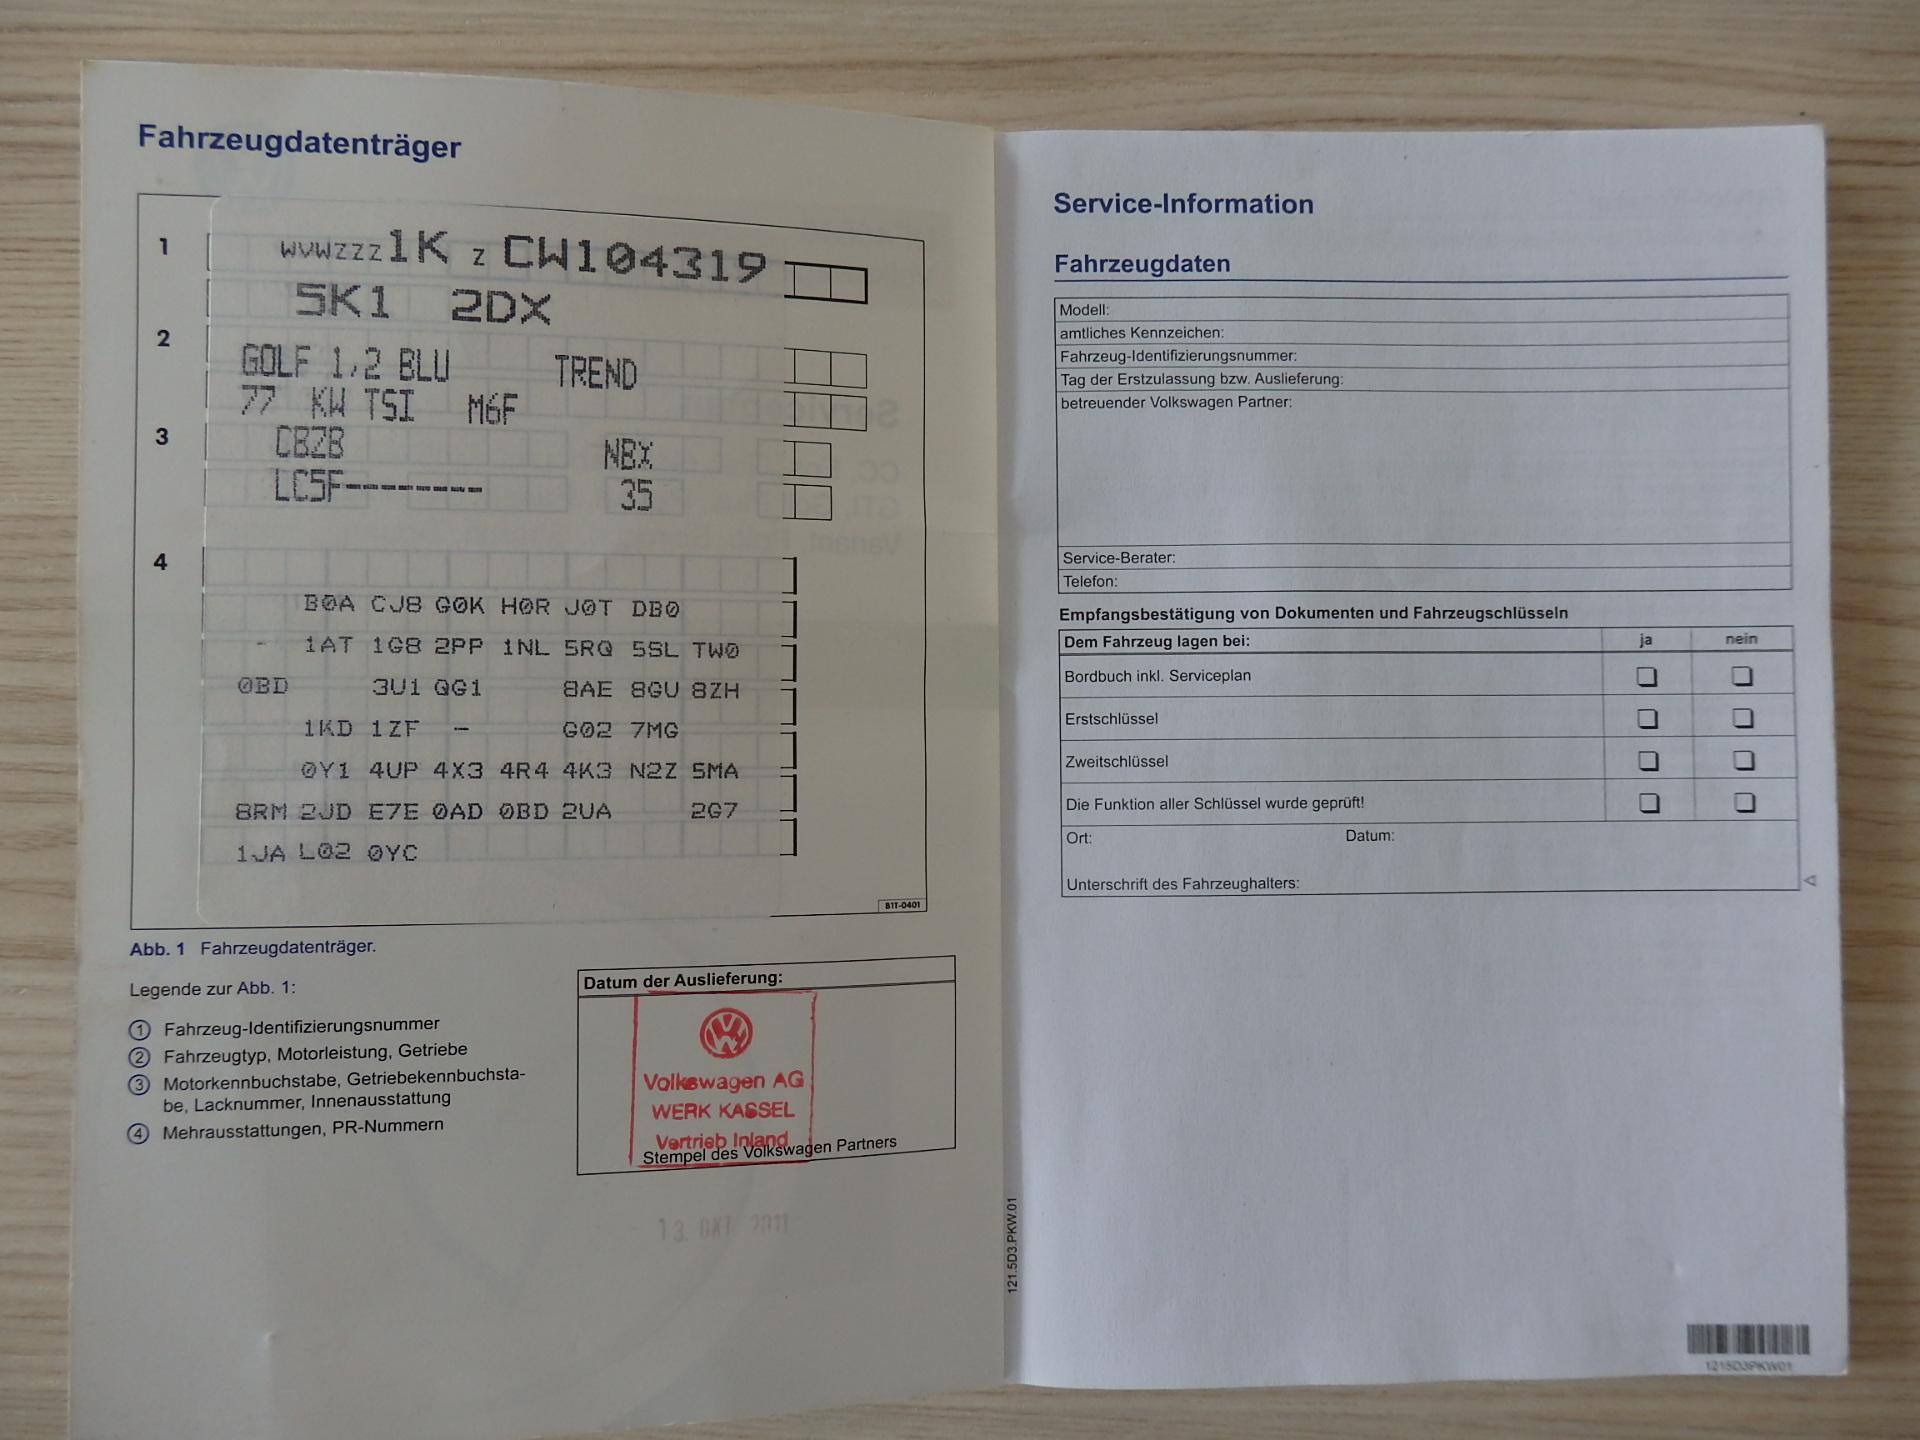 Fahrzeugdatenträger
1
WVWZZZ1K Z CW104319
5K1 2DX
2
GOLF 1,2 BLU TREND
77 KW TSI M6F
3
CBZB NBX
LC5F--------- 35
4
B0A CJ8 G0K H0R J0T DB0
- 1AT 1G8 2PP 1NL 5RQ 5SL TW0
0BD 3U1 QG1 8AE 8GU 8ZH
1KD 1ZF - G02 7MG
0Y1 4UP 4X3 4R4 4K3 N2Z 5MA
8RM 2JD E7E 0AD 0BD 2UA 2G7
1JA L02 0YC
B1T-0401
Abb. 1 Fahrzeugdatenträger.
Legende zur Abb. 1:
1 Fahrzeug-Identifizierungsnummer
2 Fahrzeugtyp, Motorleistung, Getriebe
3 Motorkennbuchstabe, Getriebekennbuchsta-
be, Lacknummer, Innenausstattung
4 Mehrausstattungen, PR-Nummern
Datum der Auslieferung:
Volkswagen AG
WERK KASSEL
Vertrieb Inland
Stempel des Volkswagen Partners
13. OKT 2011
Service-Information
Fahrzeugdaten
Modell:
amtliches Kennzeichen:
Fahrzeug-Identifizierungsnummer:
Tag der Erstzulassung bzw. Auslieferung:
betreuender Volkswagen Partner:
Service-Berater:
Telefon:
Empfangsbestätigung von Dokumenten und Fahrzeugschlüsseln
Dem Fahrzeug lagen bei: ja nein
Bordbuch inkl. Serviceplan
Erstschlüssel
Zweitschlüssel
Die Funktion aller Schlüssel wurde geprüft!
Ort: Datum:
Unterschrift des Fahrzeughalters:
121.5D3.PKW.01
1215D3PKW01